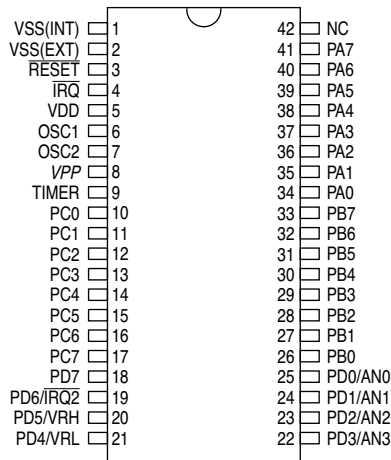 VSS(INT) 1 42 NC
VSS(EXT) 2 41 PA7
RESET 3 40 PA6
IRQ 4 39 PA5
VDD 5 38 PA4
OSC1 6 37 PA3
OSC2 7 36 PA2
VPP 8 35 PA1
TIMER 9 34 PA0
PC0 10 33 PB7
PC1 11 32 PB6
PC2 12 31 PB5
PC3 13 30 PB4
PC4 14 29 PB3
PC5 15 28 PB2
PC6 16 27 PB1
PC7 17 26 PB0
PD7 18 25 PD0/AN0
PD6/IRQ2 19 24 PD1/AN1
PD5/VRH 20 23 PD2/AN2
PD4/VRL 21 22 PD3/AN3